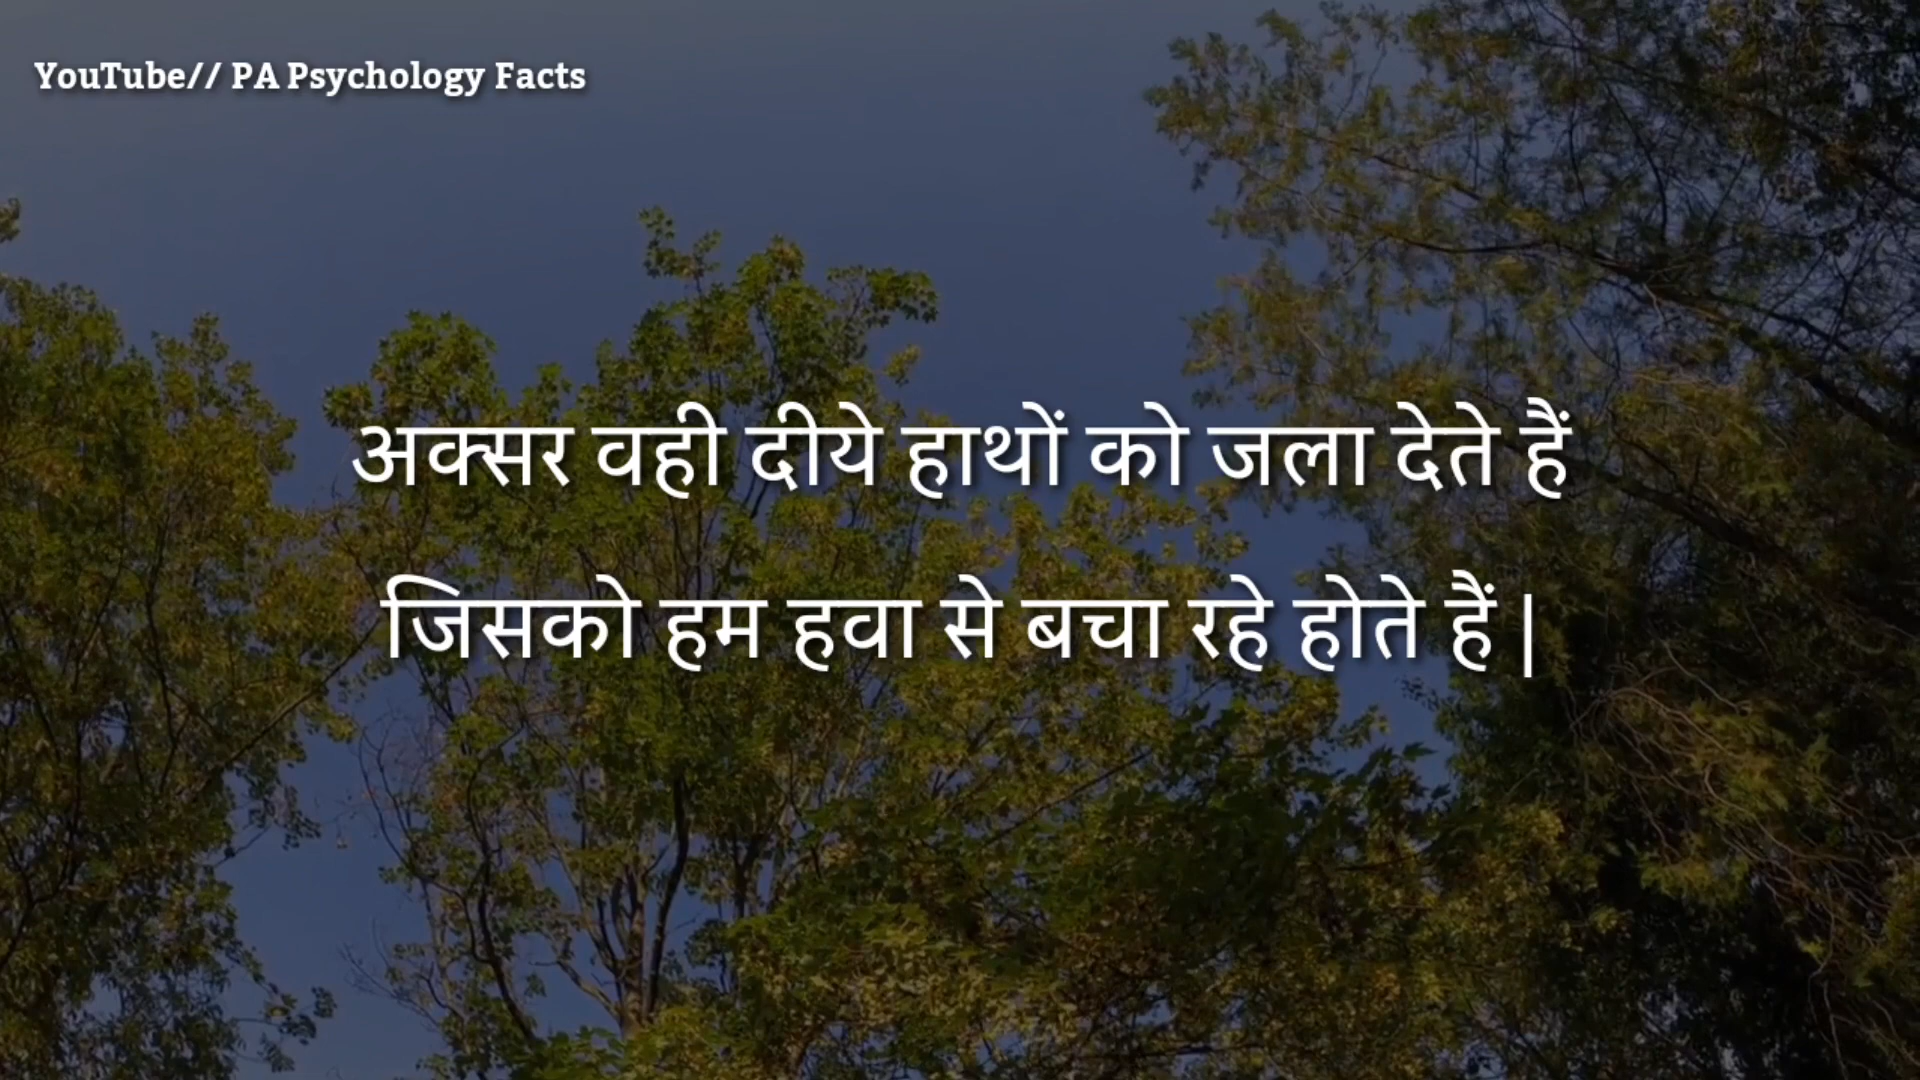 YouTube// PA Psychology Facts
अक्सर वही दीये हाथों को जला देते हैं
जिसको हम हवा से बचा रहे होते हैं |